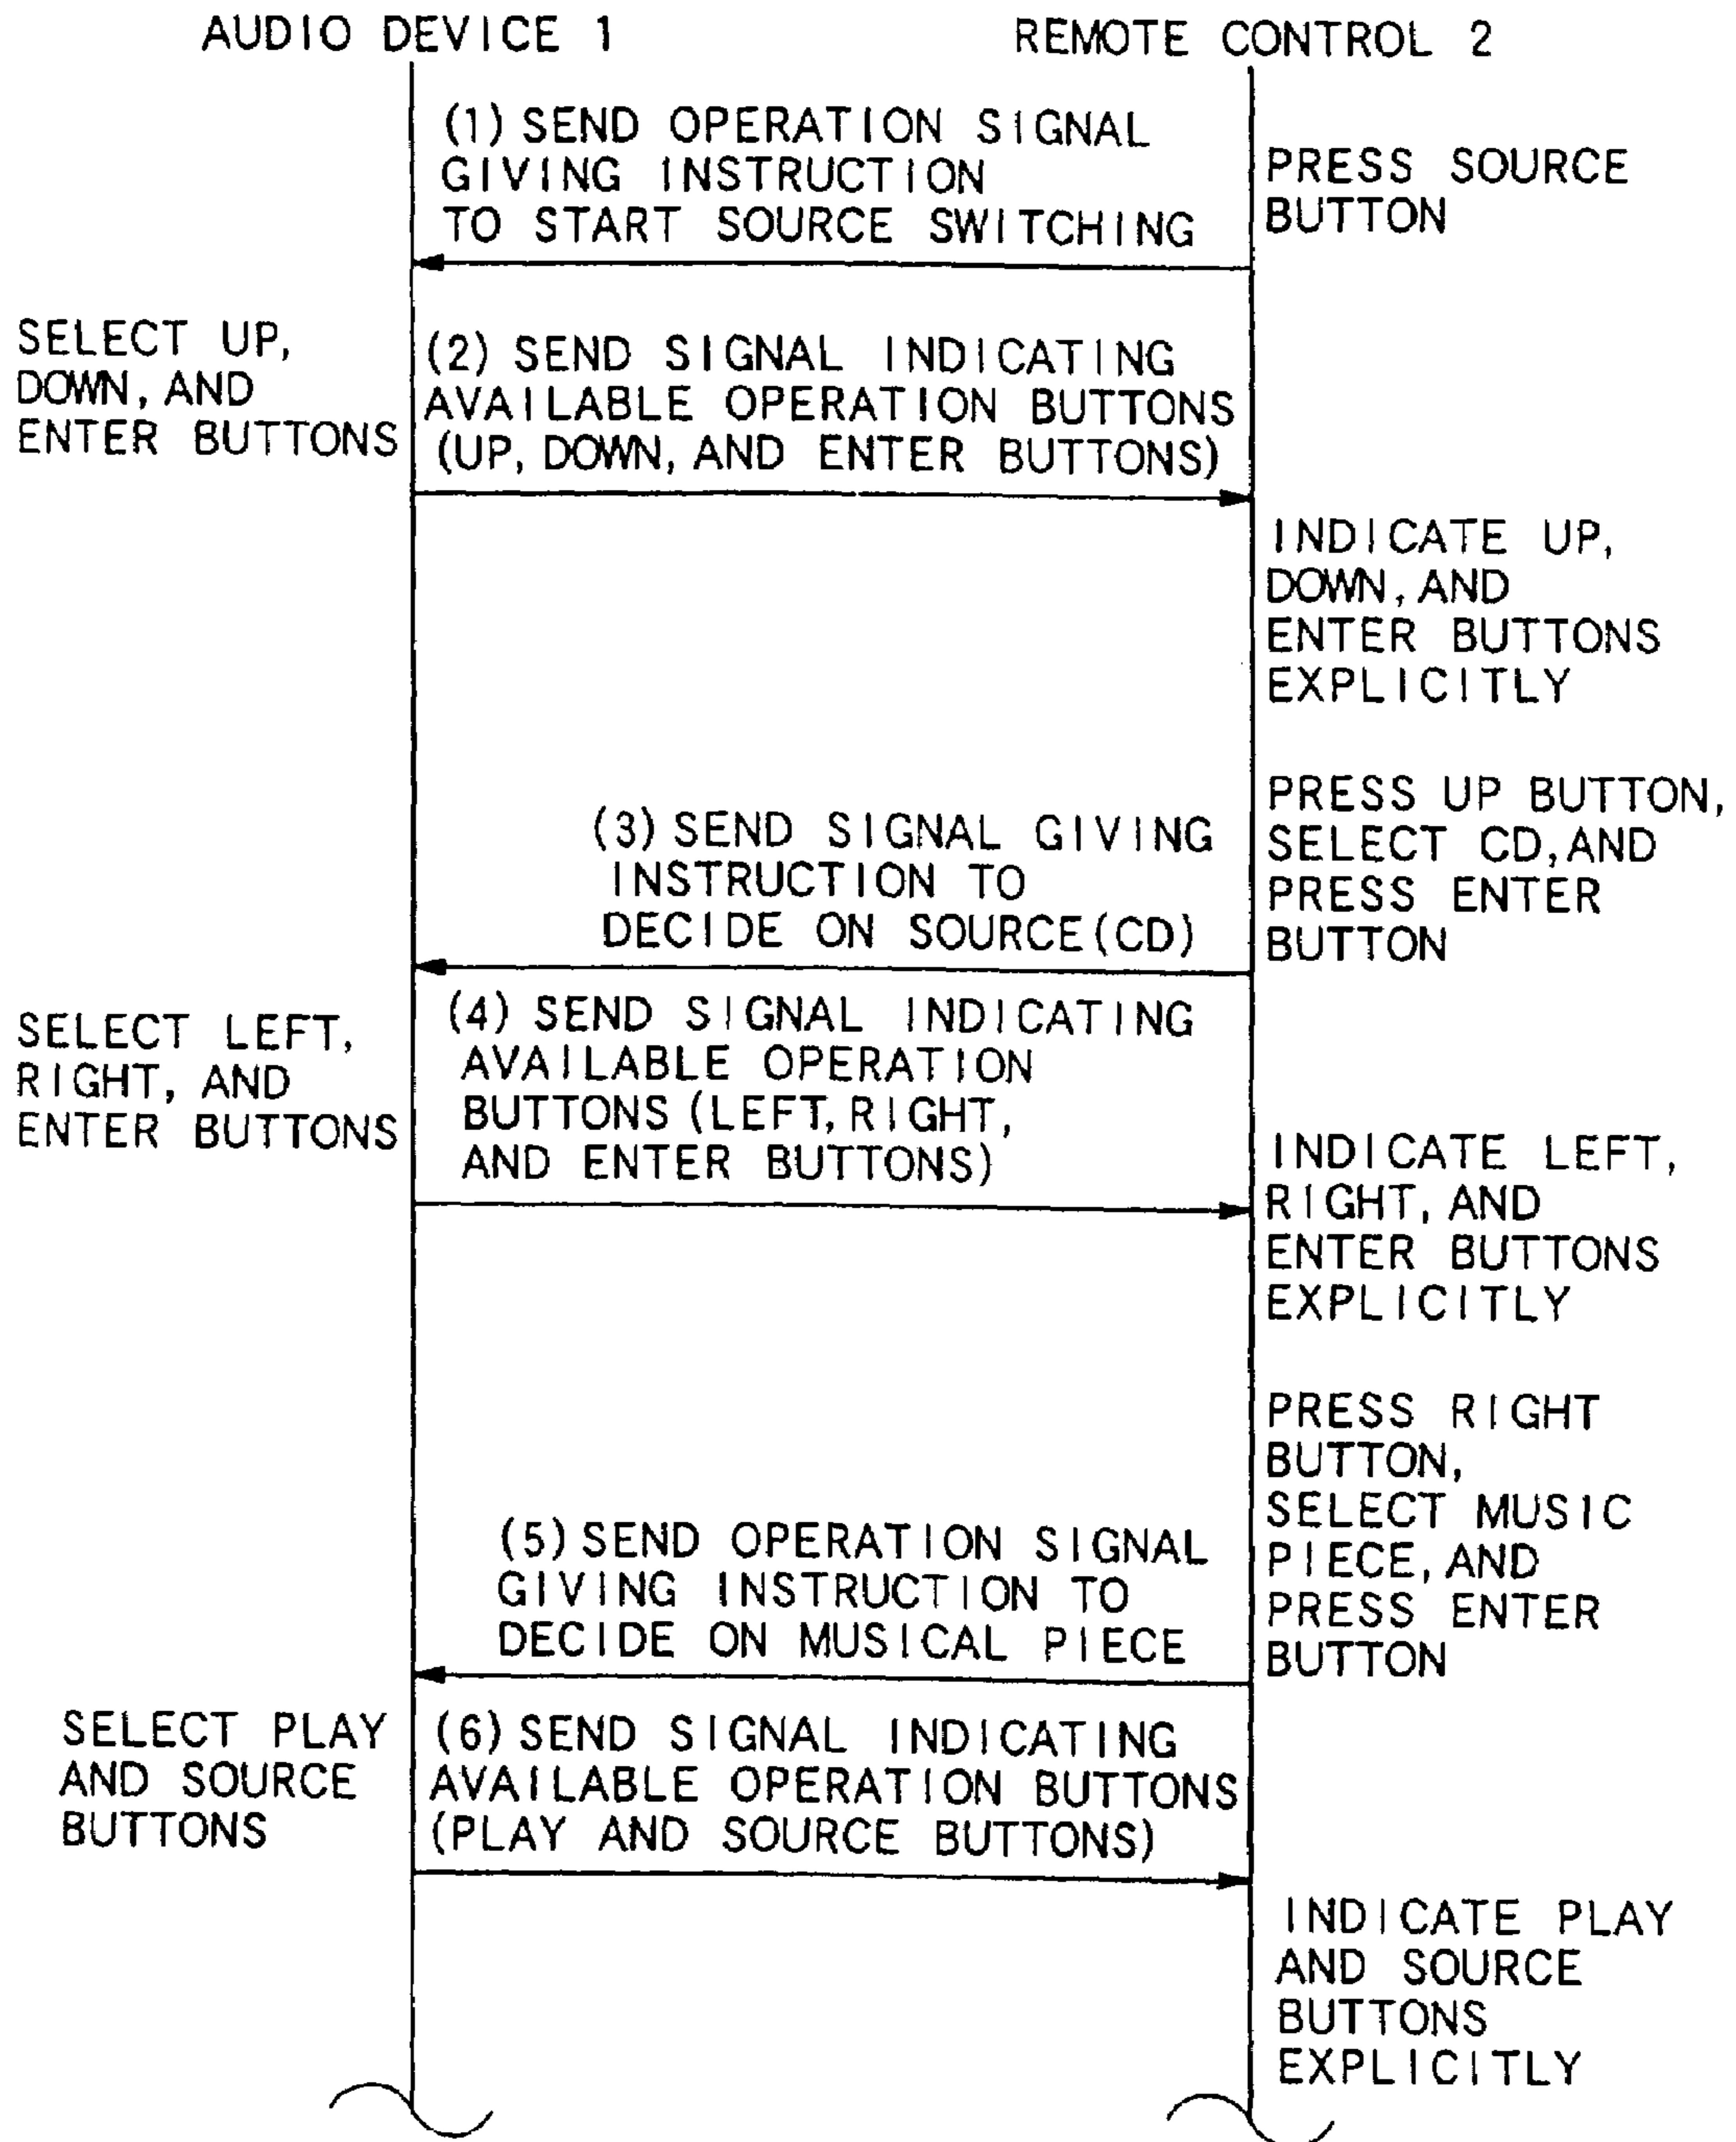 AUDIO DEVICE 1
REMOTE CONTROL 2
(1) SEND OPERATION SIGNAL
GIVING INSTRUCTION
TO START SOURCE SWITCHING
PRESS SOURCE
BUTTON
SELECT UP,
DOWN, AND
ENTER BUTTONS
(2) SEND SIGNAL INDICATING
AVAILABLE OPERATION BUTTONS
(UP, DOWN, AND ENTER BUTTONS)
INDICATE UP,
DOWN, AND
ENTER BUTTONS
EXPLICITLY
PRESS UP BUTTON,
SELECT CD, AND
PRESS ENTER
BUTTON
(3) SEND SIGNAL GIVING
INSTRUCTION TO
DECIDE ON SOURCE (CD)
SELECT LEFT,
RIGHT, AND
ENTER BUTTONS
(4) SEND SIGNAL INDICATING
AVAILABLE OPERATION
BUTTONS (LEFT, RIGHT,
AND ENTER BUTTONS)
INDICATE LEFT,
RIGHT, AND
ENTER BUTTONS
EXPLICITLY
PRESS RIGHT
BUTTON,
SELECT MUSIC
PIECE, AND
PRESS ENTER
BUTTON
(5) SEND OPERATION SIGNAL
GIVING INSTRUCTION TO
DECIDE ON MUSICAL PIECE
SELECT PLAY
AND SOURCE
BUTTONS
(6) SEND SIGNAL INDICATING
AVAILABLE OPERATION BUTTONS
(PLAY AND SOURCE BUTTONS)
INDICATE PLAY
AND SOURCE
BUTTONS
EXPLICITLY